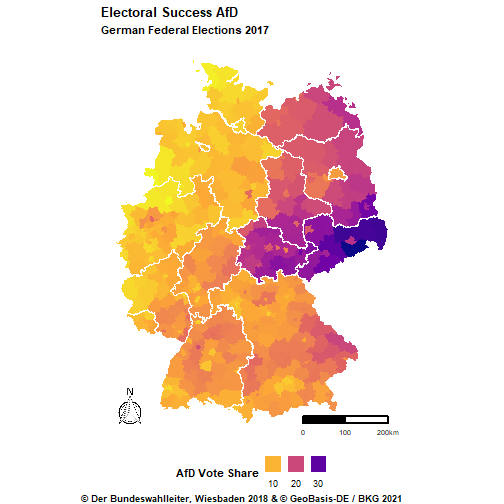 Electoral Success AfD
German Federal Elections 2017
N
0 100 200km
AfD Vote Share
10 20 30
© Der Bundeswahlleiter, Wiesbaden 2018 & © GeoBasis-DE / BKG 2021